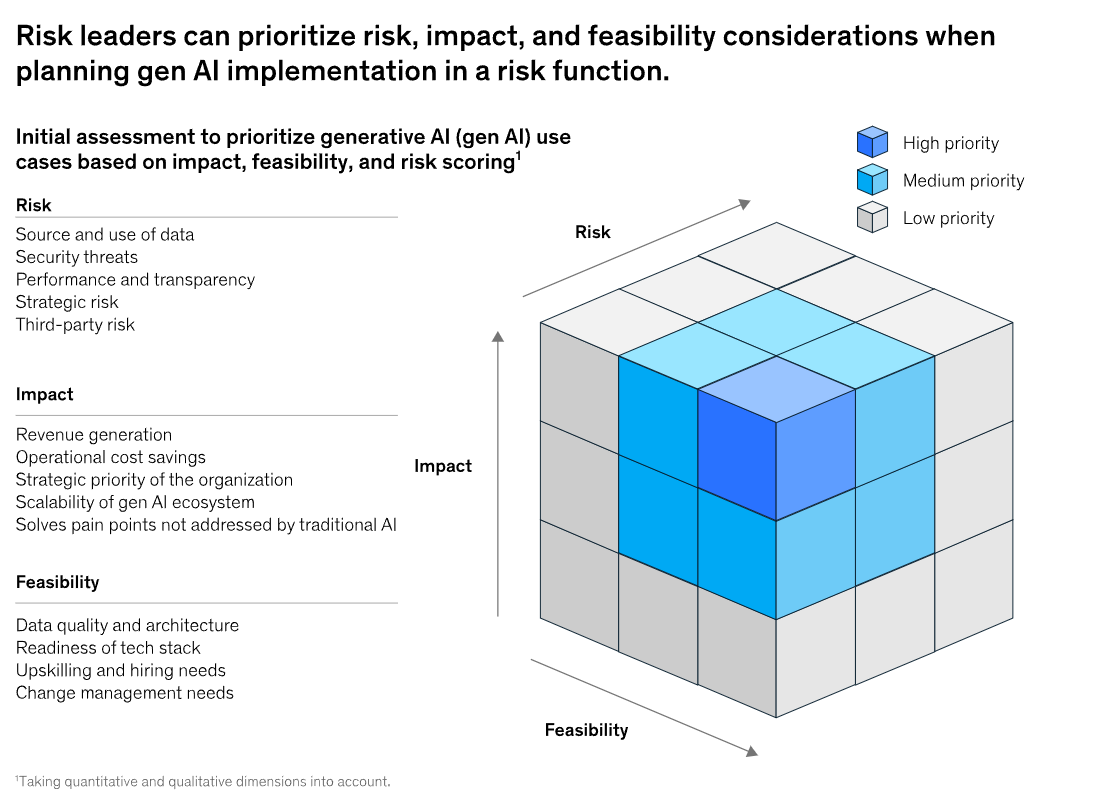 Risk leaders can prioritize risk, impact, and feasibility considerations when
planning gen AI implementation in a risk function.
Initial assessment to prioritize generative AI (gen AI) use
cases based on impact, feasibility, and risk scoring¹
High priority
Medium priority
Low priority
Risk
Source and use of data
Security threats
Performance and transparency
Strategic risk
Third-party risk
Impact
Revenue generation
Operational cost savings
Strategic priority of the organization
Scalability of gen AI ecosystem
Solves pain points not addressed by traditional AI
Feasibility
Data quality and architecture
Readiness of tech stack
Upskilling and hiring needs
Change management needs
Risk
Impact
Feasibility
¹Taking quantitative and qualitative dimensions into account.